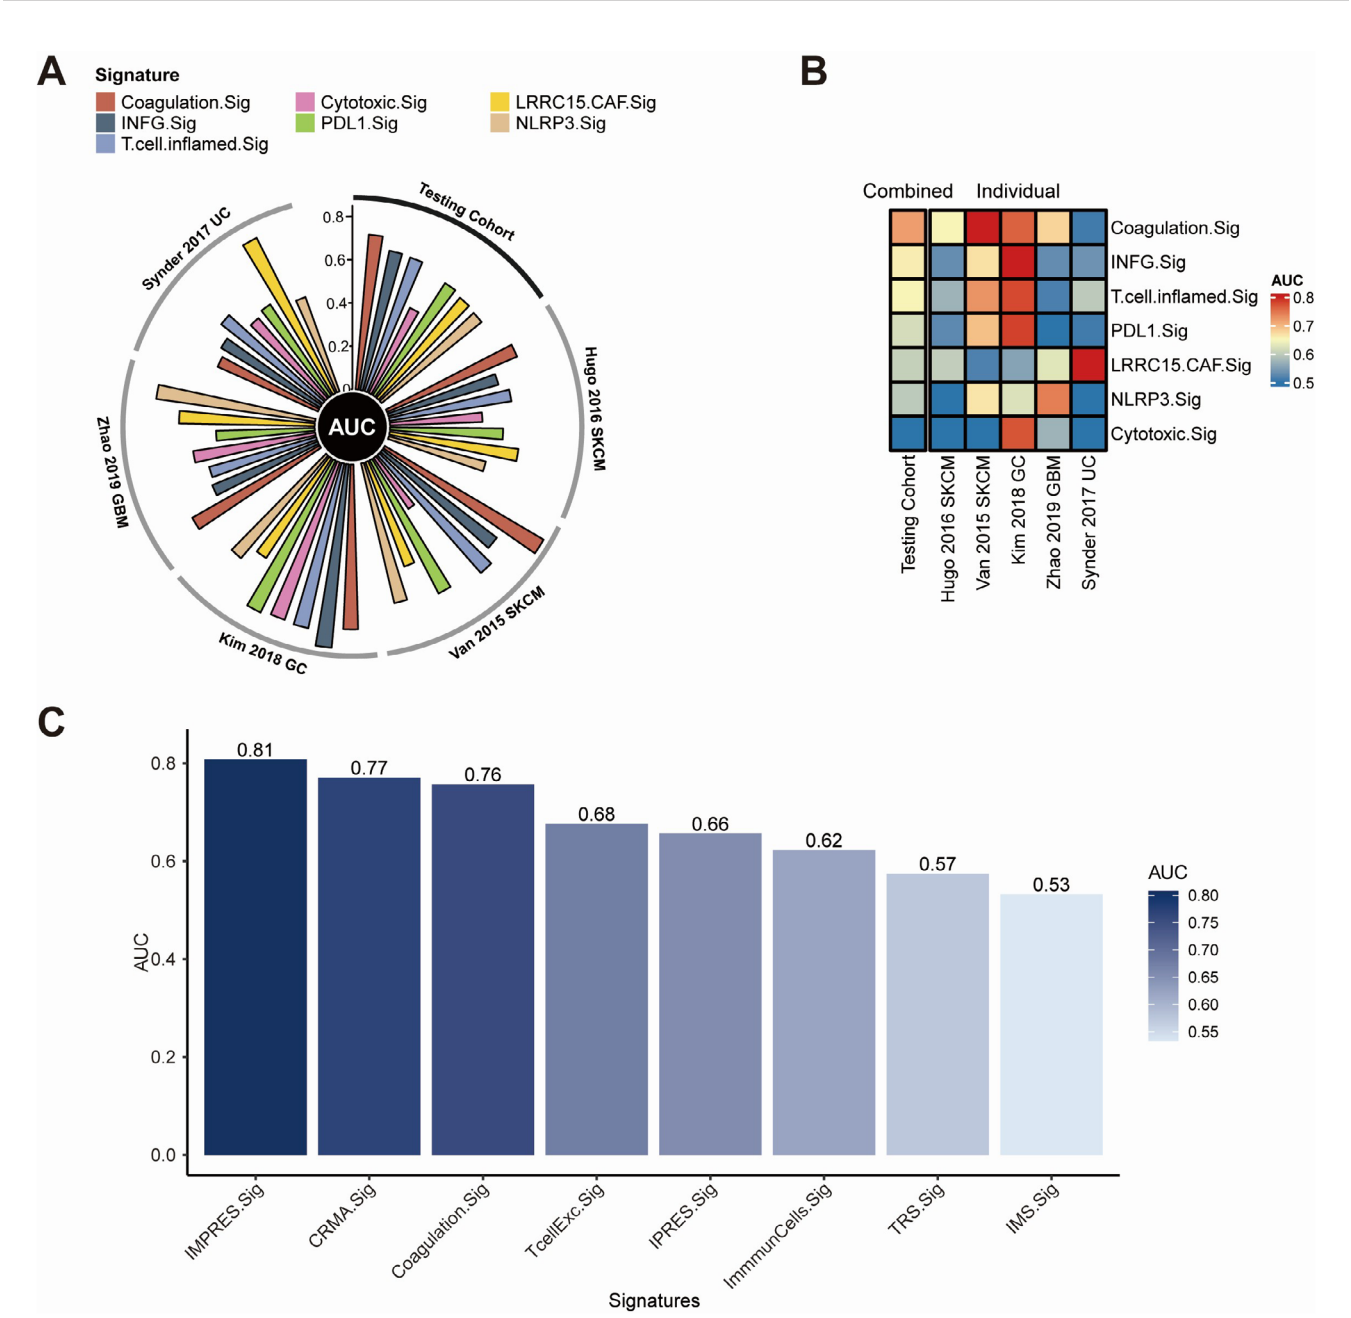 A
Signature
Coagulation.Sig
Cytotoxic.Sig
LRRC15.CAF.Sig
INFG.Sig
PDL1.Sig
NLRP3.Sig
T.cell.inflamed.Sig
Testing Cohort
Hugo 2016 SKCM
Van 2015 SKCM
Kim 2018 GC
Zhao 2019 GBM
Synder 2017 UC
0.8
0.6
0.4
0.2
0
AUC
B
Combined Individual
Coagulation.Sig
INFG.Sig
T.cell.inflamed.Sig
PDL1.Sig
LRRC15.CAF.Sig
NLRP3.Sig
Cytotoxic.Sig
Testing Cohort
Hugo 2016 SKCM
Van 2015 SKCM
Kim 2018 GC
Zhao 2019 GBM
Synder 2017 UC
AUC
0.8
0.7
0.6
0.5
C
AUC
0.8
0.6
0.4
0.2
0.0
0.81
0.77
0.76
0.68
0.66
0.62
0.57
0.53
IMPRES.Sig
CRMA.Sig
Coagulation.Sig
TcellExc.Sig
IPRES.Sig
ImmmunCells.Sig
TRS.Sig
IMS.Sig
Signatures
AUC
0.80
0.75
0.70
0.65
0.60
0.55